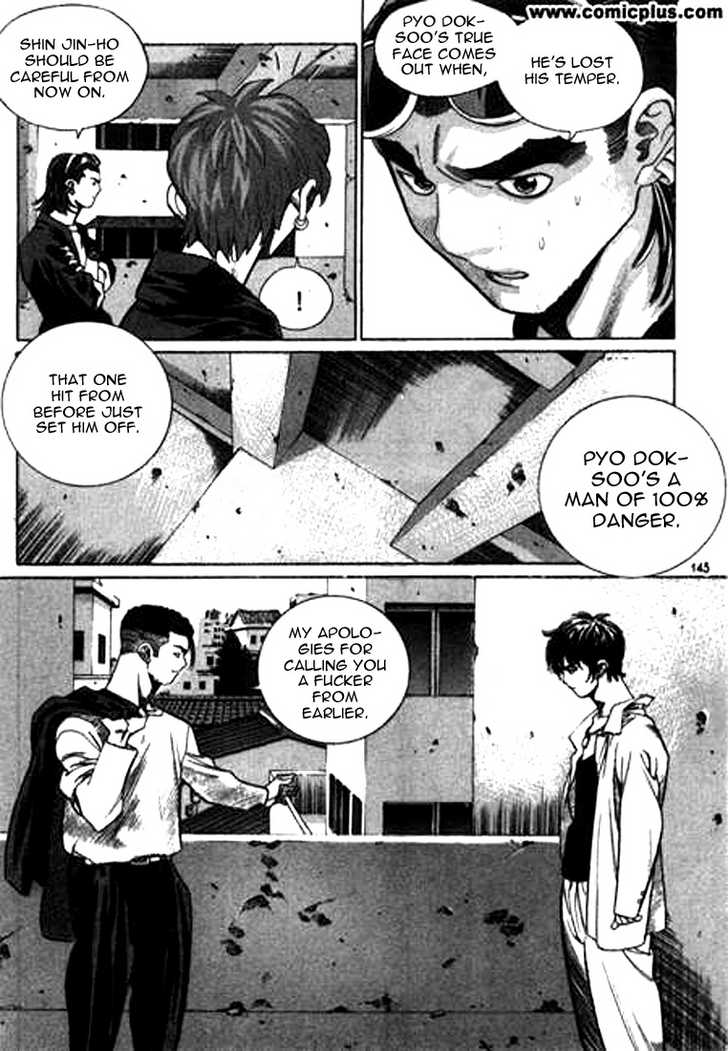 www.comicplus.com
SHIN JIN-HO
SHOULD BE
CAREFUL FROM
NOW ON.
!
PYO DOK-
SOO'S TRUE
FACE COMES
OUT WHEN,
HE'S LOST
HIS TEMPER.
THAT ONE
HIT FROM
BEFORE JUST
SET HIM OFF.
PYO DOK-
SOO'S A
MAN OF 100%
DANGER.
145
MY APOLO-
GIES FOR
CALLING YOU
A FUCKER FROM
EARLIER.